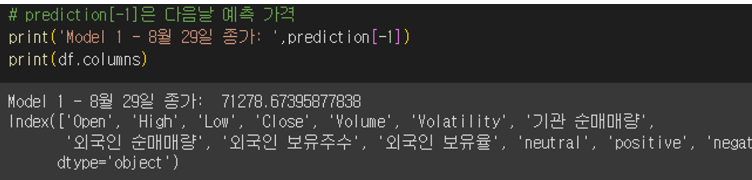 # prediction[-1]은 다음날 예측 가격
print('Model 1 - 8월 29일 종가: ',prediction[-1])
print(df.columns)
Model 1 - 8월 29일 종가:  71278.67395877838
Index(['Open', 'High', 'Low', 'Close', 'Volume', 'Volatility', '기관 순매매량',
'외국인 순매매량', '외국인 보유주수', '외국인 보유율', 'neutral', 'positive', 'negat
dtype='object')